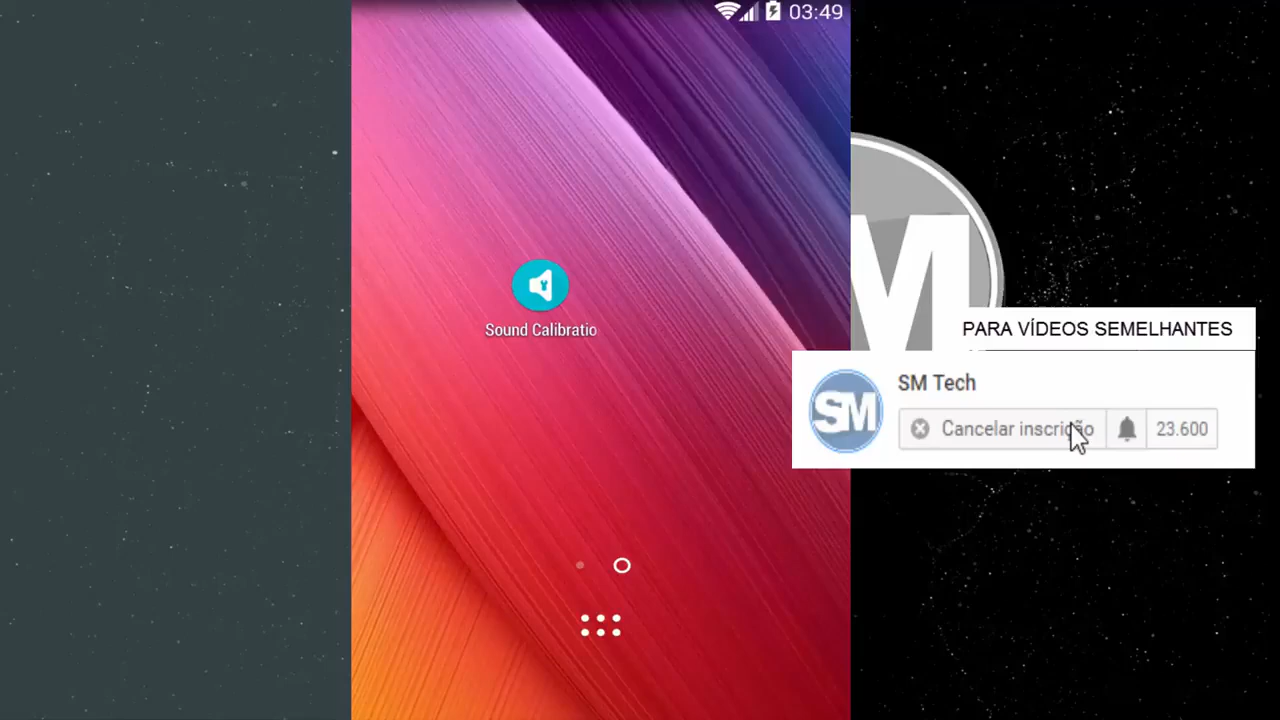 03:49
Sound Calibratio
M
PARA VÍDEOS SEMELHANTES
SM
SM Tech
Cancelar inscrição
23.600